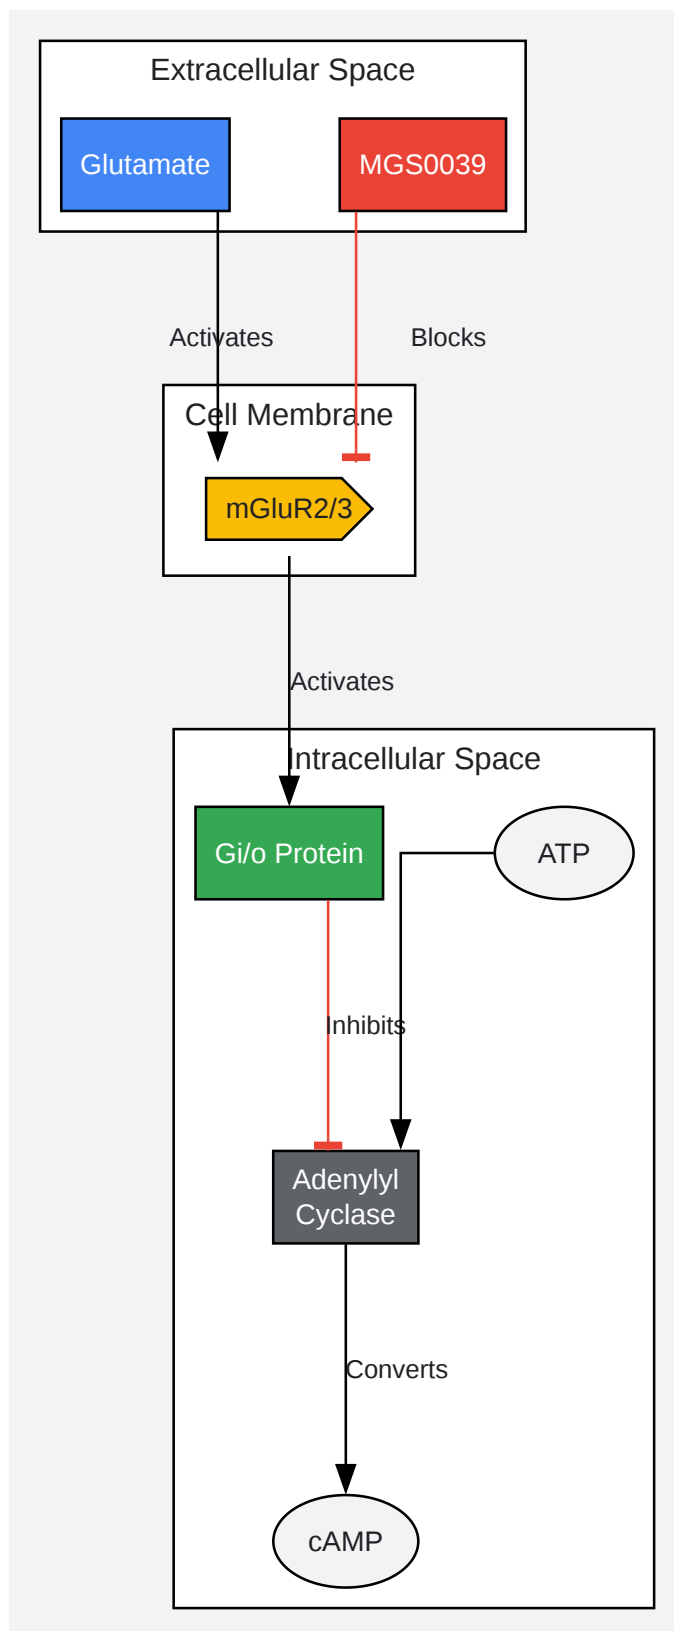 Extracellular Space
Glutamate
MGS0039
Activates
Blocks
Cell Membrane
mGluR2/3
Activates
Intracellular Space
Gi/o Protein
ATP
Inhibits
Adenylyl
Cyclase
Converts
cAMP